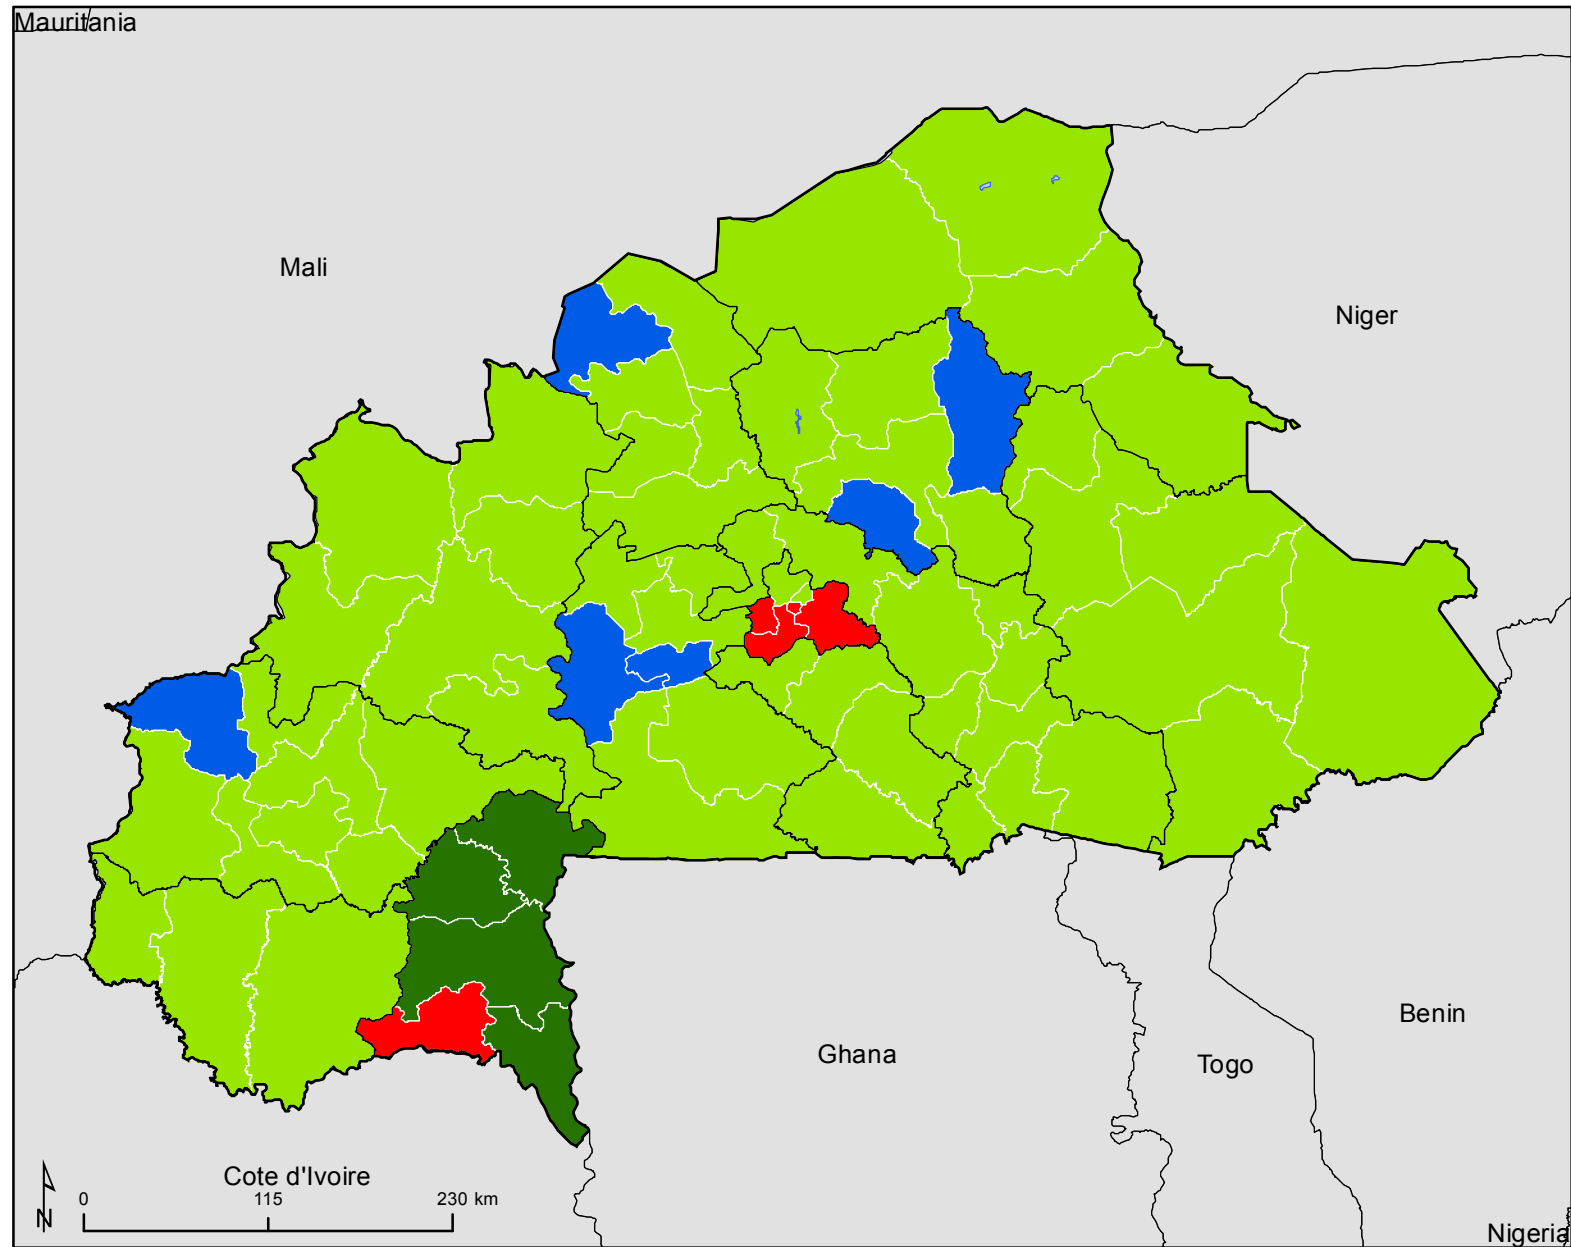 Mauritania
Mali
Niger
Benin
Ghana
Togo
Cote d'Ivoire
0 115 230 km
N
Nigeria